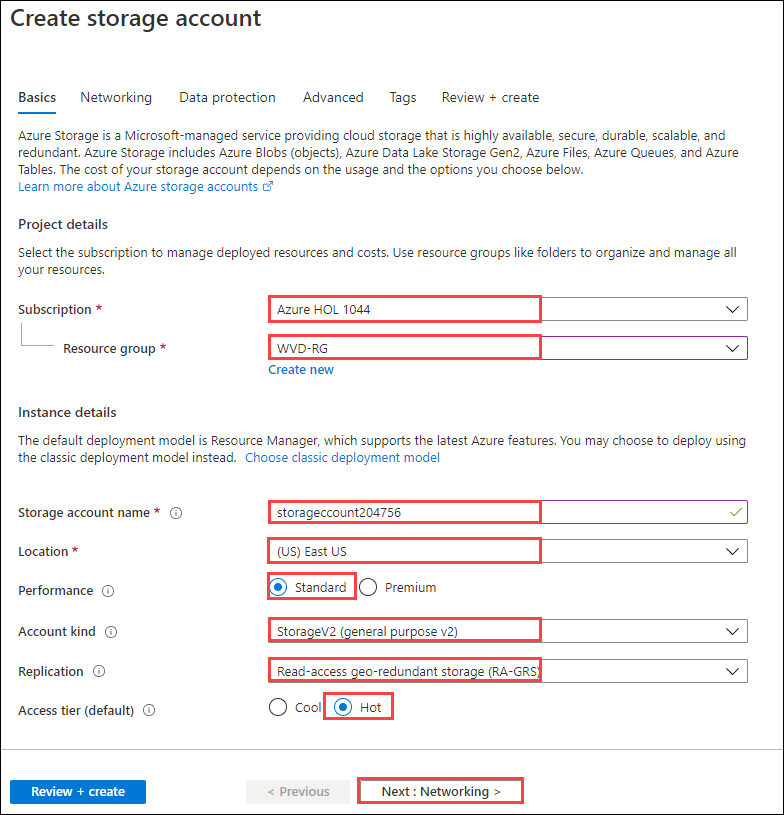 Create storage account
Basics Networking Data protection Advanced Tags Review + create
Azure Storage is a Microsoft-managed service providing cloud storage that is highly available, secure, durable, scalable, and
redundant. Azure Storage includes Azure Blobs (objects), Azure Data Lake Storage Gen2, Azure Files, Azure Queues, and Azure
Tables. The cost of your storage account depends on the usage and the options you choose below.
Learn more about Azure storage accounts
Project details
Select the subscription to manage deployed resources and costs. Use resource groups like folders to organize and manage all
your resources.
Subscription * Azure HOL 1044
Resource group * WVD-RG
Create new
Instance details
The default deployment model is Resource Manager, which supports the latest Azure features. You may choose to deploy using
the classic deployment model instead. Choose classic deployment model
Storage account name * storageccount204756
Location * (US) East US
Performance Standard Premium
Account kind StorageV2 (general purpose v2)
Replication Read-access geo-redundant storage (RA-GRS)
Access tier (default) Cool Hot
Review + create < Previous Next : Networking >